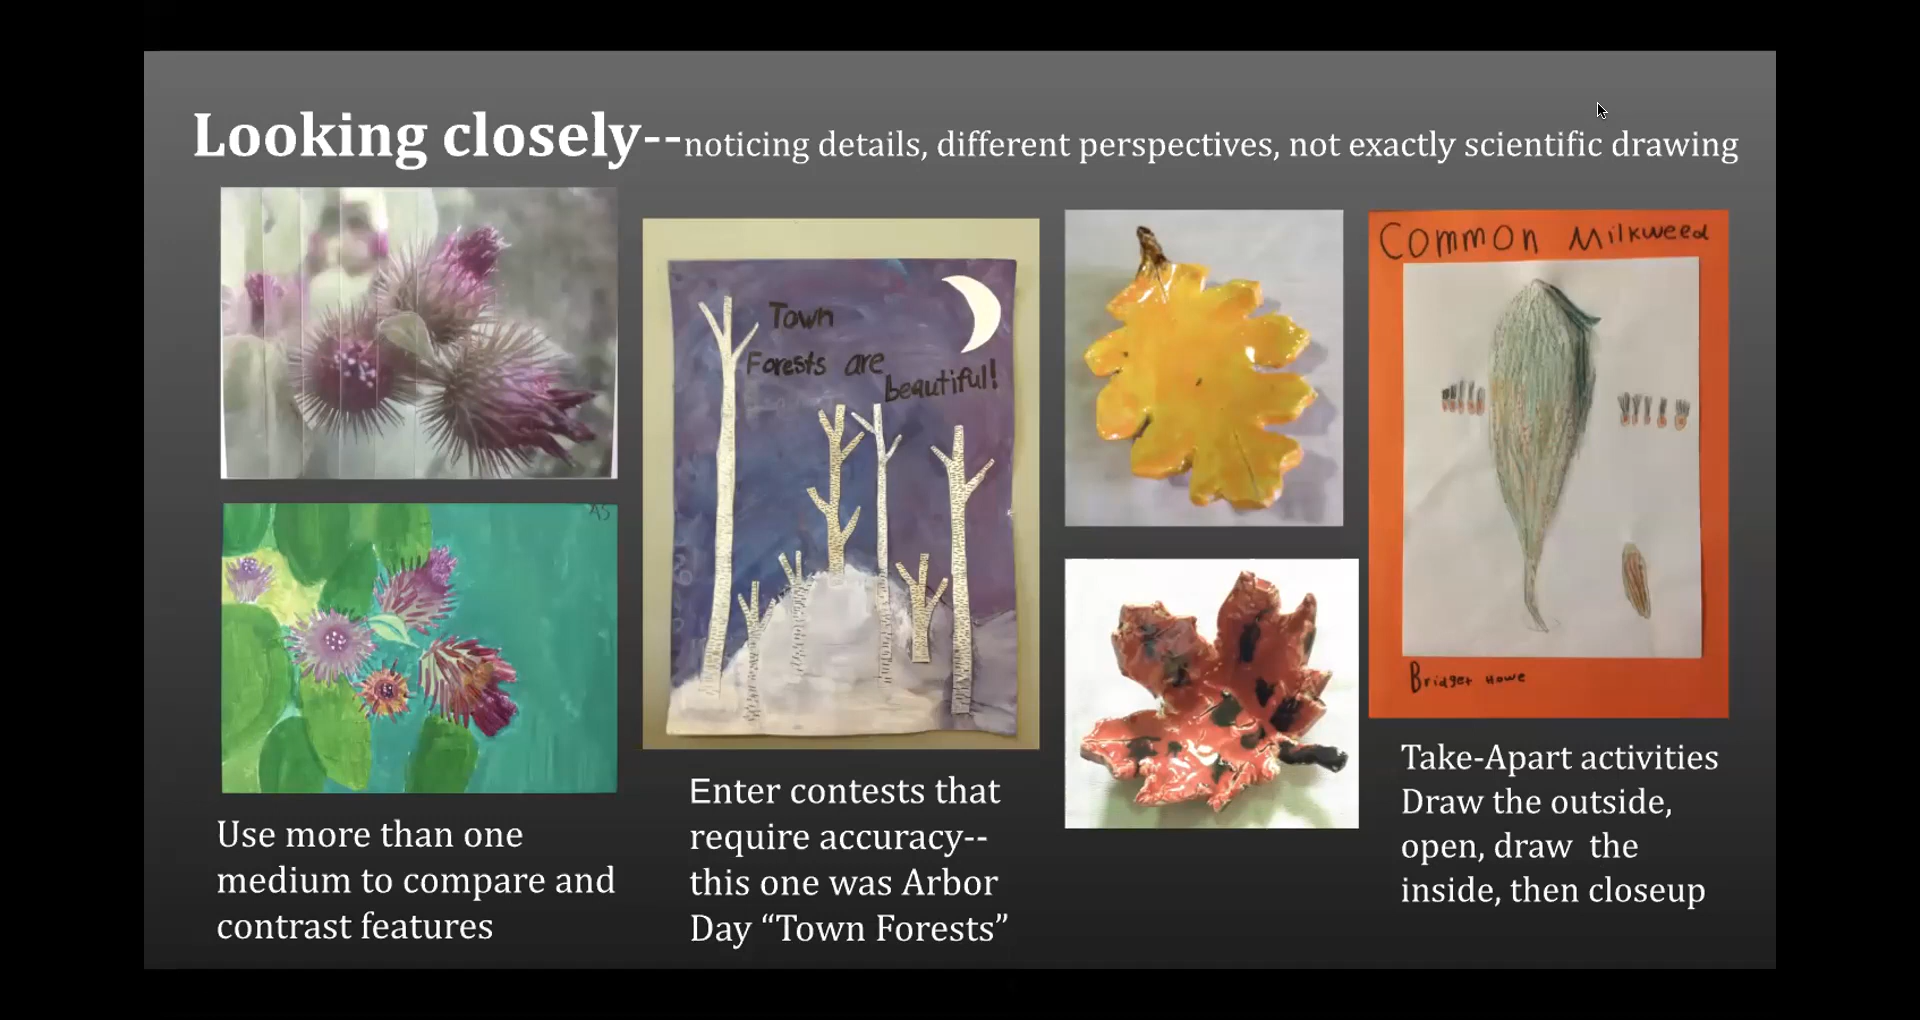 Looking closely--noticing details, different perspectives, not exactly scientific drawing
AS
Town
Forests are
beautiful!
Common Milkweed
Bridget Howe
Use more than one
medium to compare and
contrast features
Enter contests that
require accuracy--
this one was Arbor
Day “Town Forests”
Take-Apart activities
Draw the outside,
open, draw  the
inside, then closeup